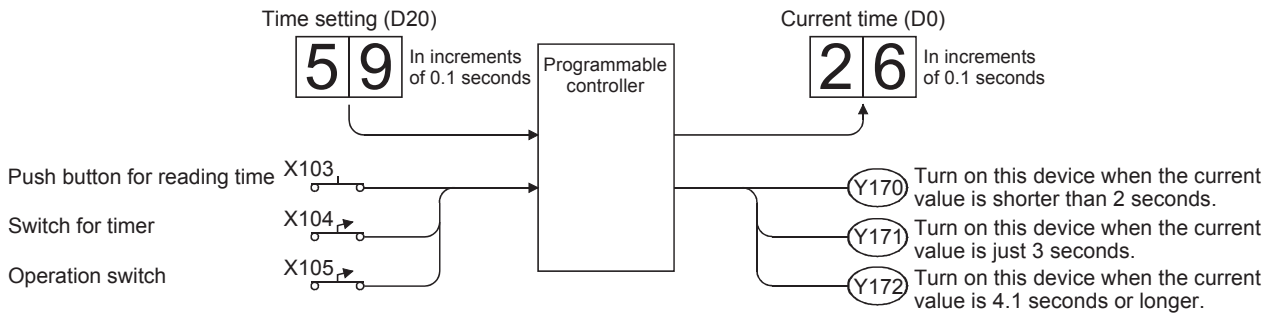 Time setting (D20)
5 9
In increments
of 0.1 seconds
Programmable
controller
Current time (D0)
2 6
In increments
of 0.1 seconds
Push button for reading time
X103
Switch for timer
X104
Operation switch
X105
Y170
Turn on this device when the current
value is shorter than 2 seconds.
Y171
Turn on this device when the current
value is just 3 seconds.
Y172
Turn on this device when the current
value is 4.1 seconds or longer.